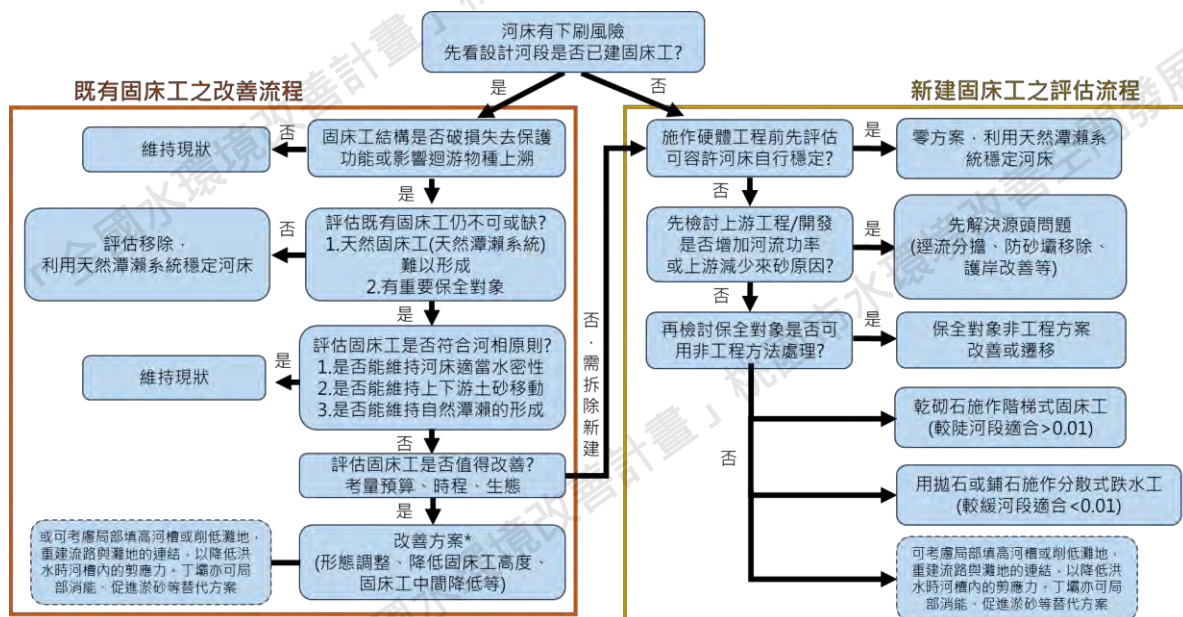 河床有下刷風險
先看設計河段是否已建固床工?
是
否
既有固床工之改善流程
固床工結構是否破損失去保護
功能或影響迴游物種上溯
否
維持現狀
是
評估既有固床工仍不可或缺?
1.天然固床工(天然潭瀨系統)
難以形成
2.有重要保全對象
否
評估移除，
利用天然潭瀨系統穩定河床
是
評估固床工是否符合河相原則?
1.是否能維持河床適當水密性
2.是否能維持上下游土砂移動
3.是否能維持自然潭瀨的形成
是
維持現狀
否
評估固床工是否值得改善?
考量預算、時程、生態
否，需拆除新建
是
改善方案*
(形態調整、降低固床工高度、
固床工中間降低等)
或可考慮局部填高河槽或削低灘地，
重建流路與灘地的連結，以降低洪
水時河槽內的剪應力。丁壩亦可局
部消能、促進淤砂等替代方案
新建固床工之評估流程
施作硬體工程前先評估
可容許河床自行穩定?
是
零方案，利用天然潭瀨系
統穩定河床
否
先檢討上游工程/開發
是否增加河流功率
或上游減少來砂原因?
是
先解決源頭問題
(逕流分擔、防砂壩移除、
護岸改善等)
否
再檢討保全對象是否可
用非工程方法處理?
是
保全對象非工程方案
改善或遷移
否
乾砌石施作階梯式固床工
(較陡河段適合>0.01)
用拋石或鋪石施作分散式跌水工
(較緩河段適合<0.01)
可考慮局部填高河槽或削低灘地，
重建流路與灘地的連結，以降低洪
水時河槽內的剪應力。丁壩亦可局
部消能、促進淤砂等替代方案
「全國水環境改善計畫」桃園市水環境改善空間發展